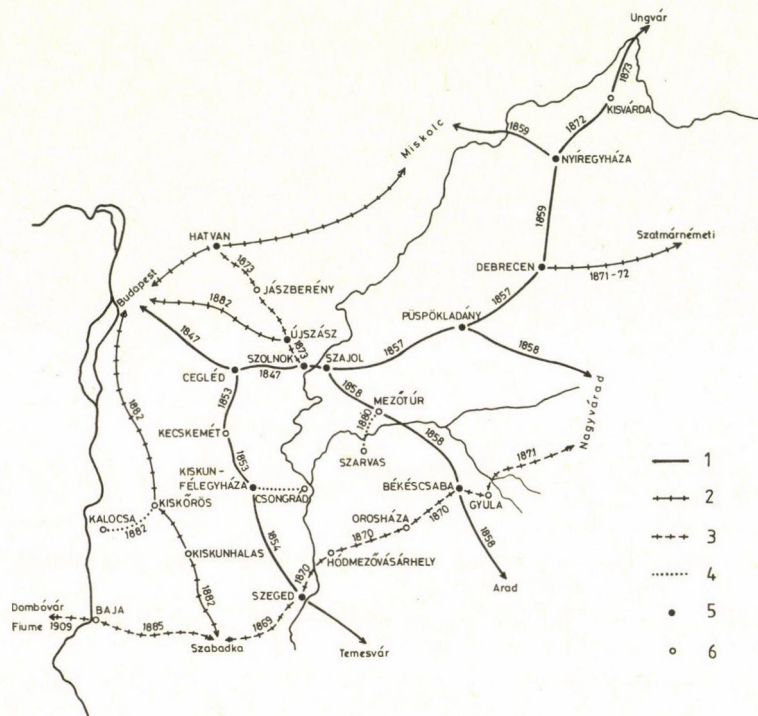 Ungvár
1873
KISVÁRDA
1872
1859
Miskolc
NYÍREGYHÁZA
1859
HATVAN
Szatmárnémeti
1873
DEBRECEN
1871-72
JÁSZBERÉNY
Budapest
1882
1857
PÜSPÖKLADÁNY
ÚJSZÁSZ
1847
1873
SZOLNOK
SZAJOL
1857
1858
CEGLÉD
1847
1858
MEZŐTÚR
1882
1853
1880
1858
Nagyvárad
KECSKEMÉT
SZARVAS
1871
1853
KISKUN-
FÉLEGYHÁZA
CSONGRÁD
BÉKÉSCSABA
GYULA
KISKŐRÖS
KALOCSA
1882
OROSHÁZA
1870
1854
1870
1858
KISKUNHALAS
HÓDMEZŐVÁSÁRHELY
1870
1882
SZEGED
Arad
Dombóvár
BAJA
Fiume 1909
1885
1869
Szabadka
Temesvár
1
2
3
4
5
6